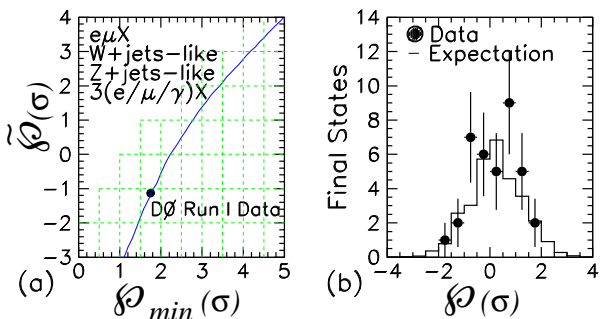 eμX
W+jets-like
Z+jets-like
3(e/μ/γ)X
DØ Run I Data
4
3
2
1
0
−1
−2
−3
0 1 2 3 4 5
℘̃(σ)
℘min (σ)
(a)
Data
Expectation
14
12
10
8
6
4
2
0
−4 −2 0 2 4
Final States
℘(σ)
(b)